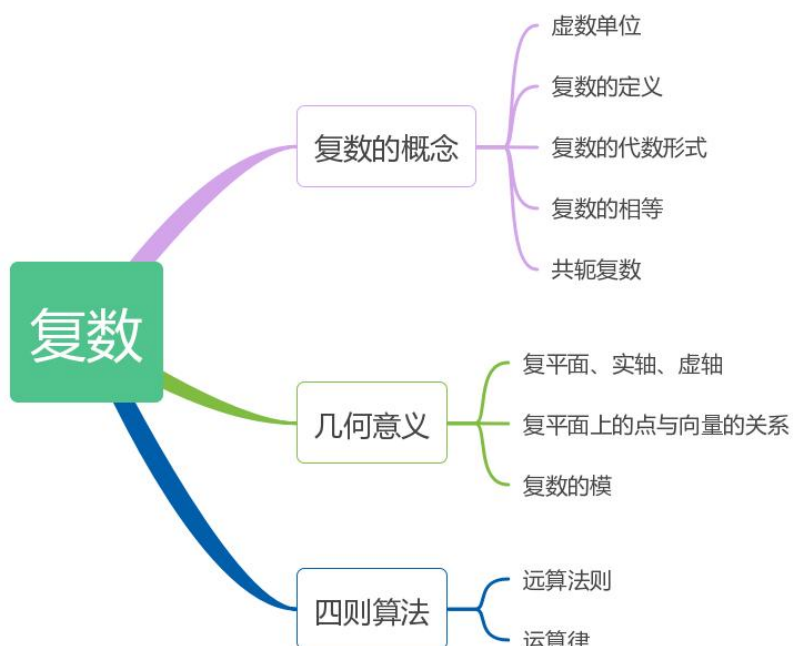 复数
复数的概念
虚数单位
复数的定义
复数的代数形式
复数的相等
共轭复数
几何意义
复平面、实轴、虚轴
复平面上的点与向量的关系
复数的模
四则算法
远算法则
运算律